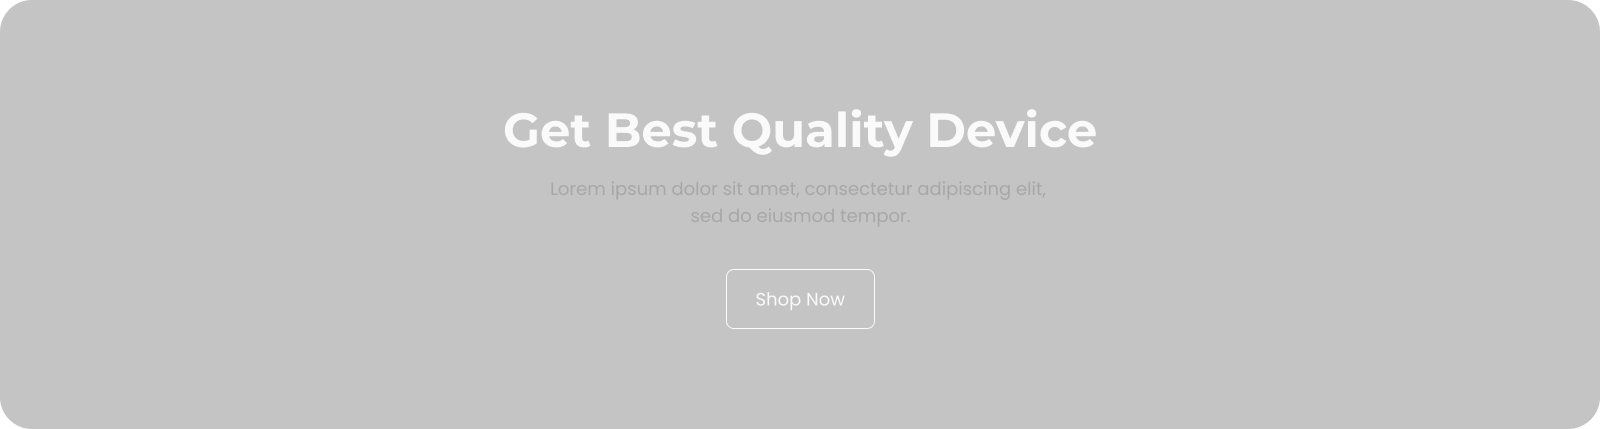 Get Best Quality Device
Lorem ipsum dolor sit amet, consectetur adipiscing elit,
sed do eiusmod tempor.
Shop Now